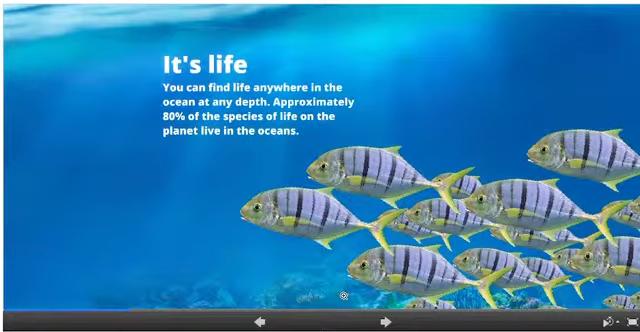 It's life
You can find life anywhere in the
ocean at any depth. Approximately
80% of the species of life on the
planet live in the oceans.